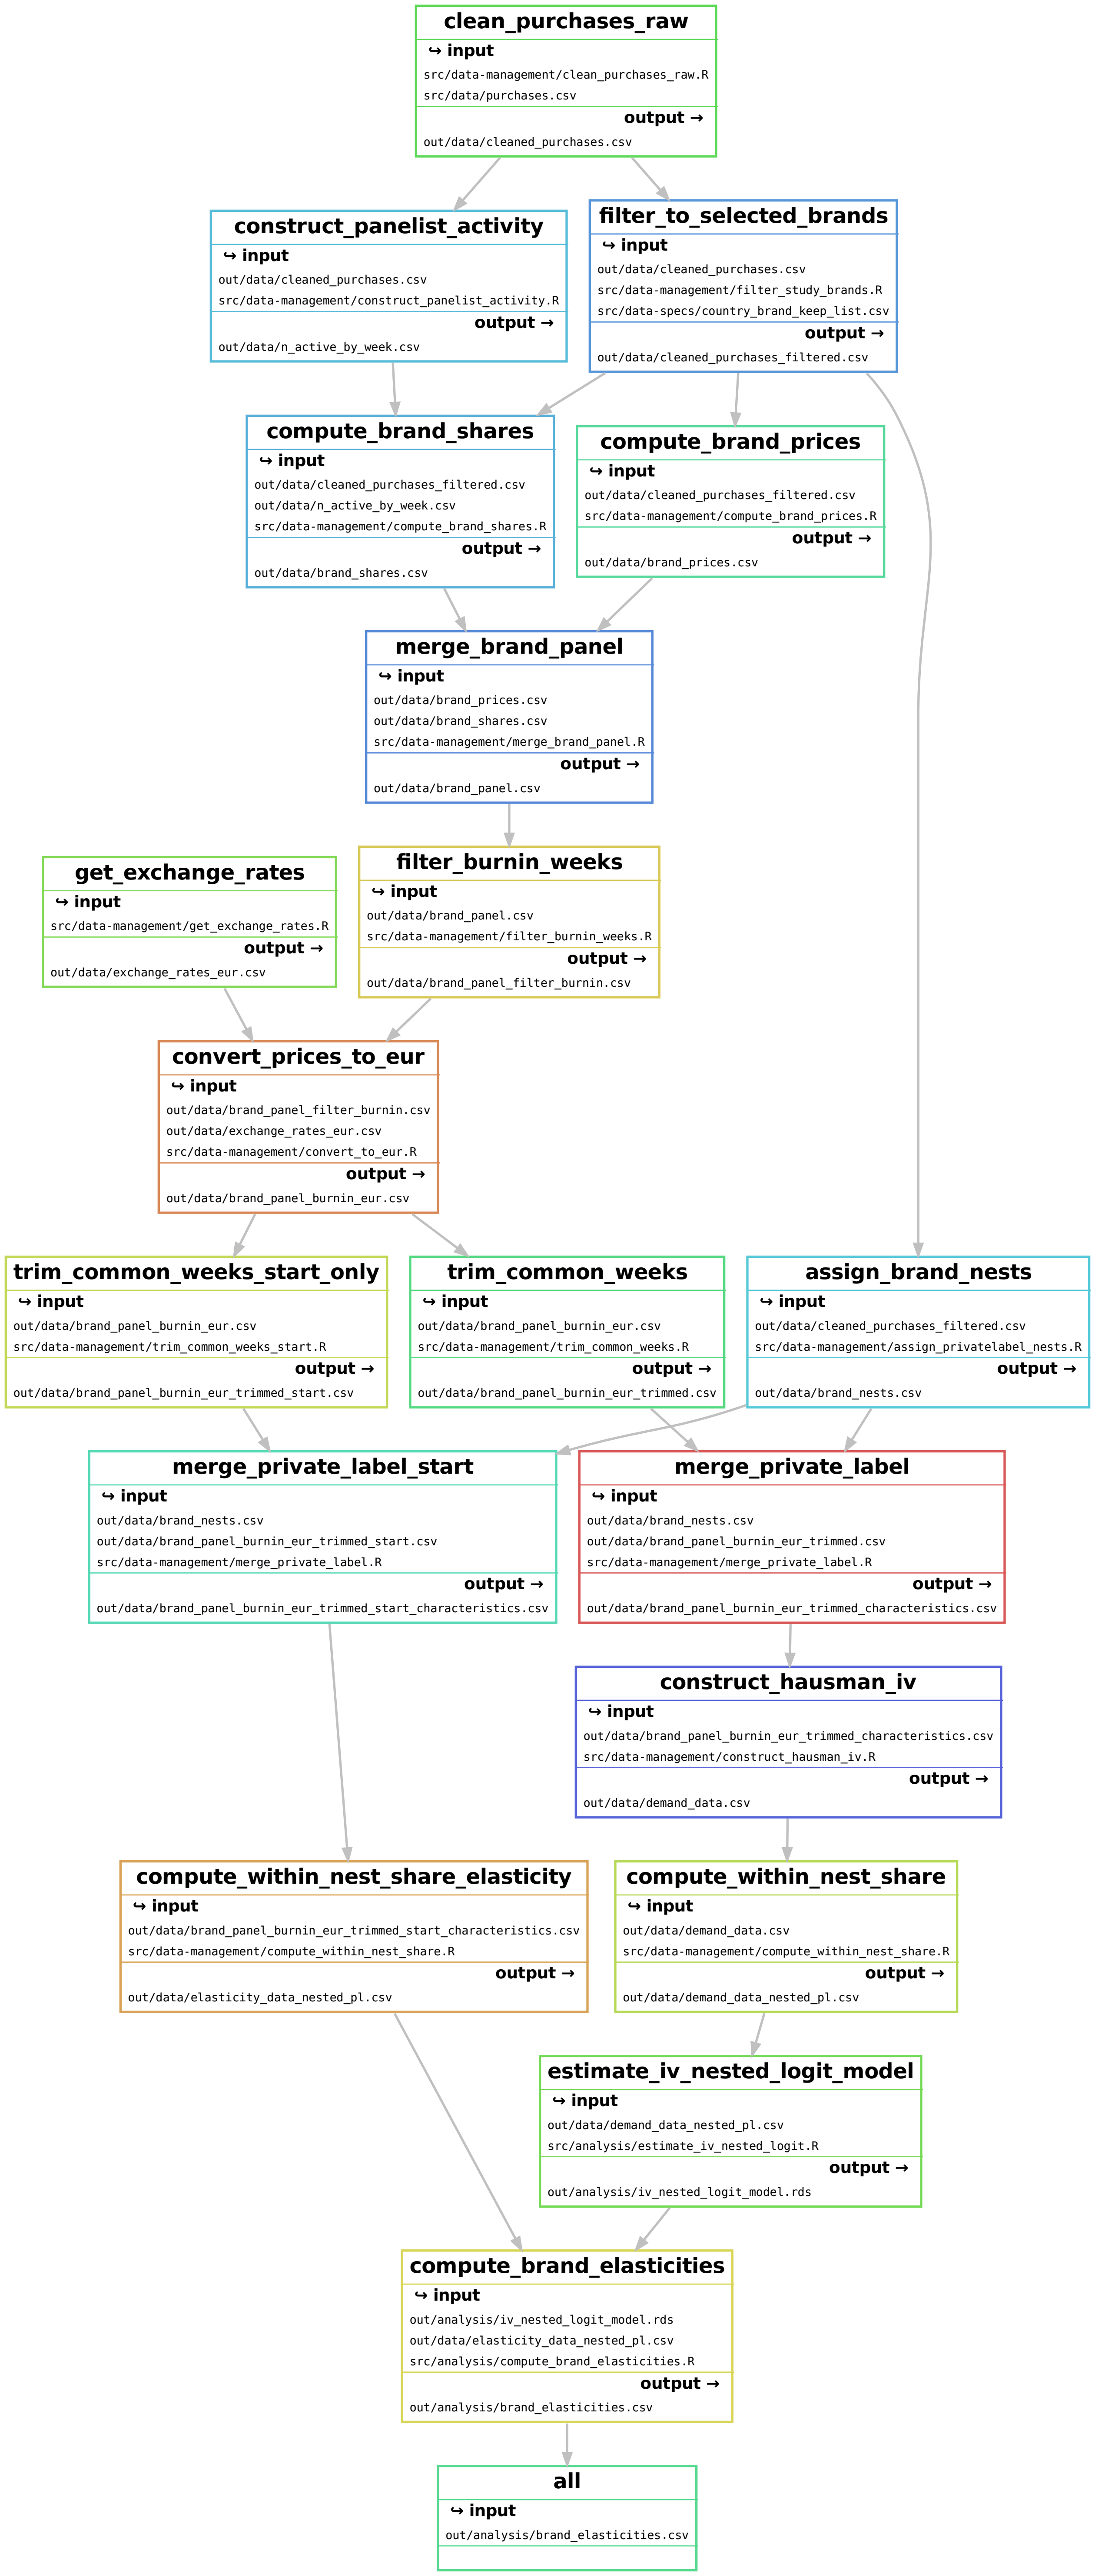 clean_purchases_raw
↪ input
src/data-management/clean_purchases_raw.R
src/data/purchases.csv
output →
out/data/cleaned_purchases.csv
construct_panelist_activity
↪ input
out/data/cleaned_purchases.csv
src/data-management/construct_panelist_activity.R
output →
out/data/n_active_by_week.csv
filter_to_selected_brands
↪ input
out/data/cleaned_purchases.csv
src/data-management/filter_study_brands.R
src/data-specs/country_brand_keep_list.csv
output →
out/data/cleaned_purchases_filtered.csv
compute_brand_shares
↪ input
out/data/cleaned_purchases_filtered.csv
out/data/n_active_by_week.csv
src/data-management/compute_brand_shares.R
output →
out/data/brand_shares.csv
compute_brand_prices
↪ input
out/data/cleaned_purchases_filtered.csv
src/data-management/compute_brand_prices.R
output →
out/data/brand_prices.csv
merge_brand_panel
↪ input
out/data/brand_prices.csv
out/data/brand_shares.csv
src/data-management/merge_brand_panel.R
output →
out/data/brand_panel.csv
get_exchange_rates
↪ input
src/data-management/get_exchange_rates.R
output →
out/data/exchange_rates_eur.csv
filter_burnin_weeks
↪ input
out/data/brand_panel.csv
src/data-management/filter_burnin_weeks.R
output →
out/data/brand_panel_filter_burnin.csv
convert_prices_to_eur
↪ input
out/data/brand_panel_filter_burnin.csv
out/data/exchange_rates_eur.csv
src/data-management/convert_to_eur.R
output →
out/data/brand_panel_burnin_eur.csv
trim_common_weeks_start_only
↪ input
out/data/brand_panel_burnin_eur.csv
src/data-management/trim_common_weeks_start.R
output →
out/data/brand_panel_burnin_eur_trimmed_start.csv
trim_common_weeks
↪ input
out/data/brand_panel_burnin_eur.csv
src/data-management/trim_common_weeks.R
output →
out/data/brand_panel_burnin_eur_trimmed.csv
assign_brand_nests
↪ input
out/data/cleaned_purchases_filtered.csv
src/data-management/assign_privatelabel_nests.R
output →
out/data/brand_nests.csv
merge_private_label_start
↪ input
out/data/brand_nests.csv
out/data/brand_panel_burnin_eur_trimmed_start.csv
src/data-management/merge_private_label.R
output →
out/data/brand_panel_burnin_eur_trimmed_start_characteristics.csv
merge_private_label
↪ input
out/data/brand_nests.csv
out/data/brand_panel_burnin_eur_trimmed.csv
src/data-management/merge_private_label.R
output →
out/data/brand_panel_burnin_eur_trimmed_characteristics.csv
construct_hausman_iv
↪ input
out/data/brand_panel_burnin_eur_trimmed_characteristics.csv
src/data-management/construct_hausman_iv.R
output →
out/data/demand_data.csv
compute_within_nest_share_elasticity
↪ input
out/data/brand_panel_burnin_eur_trimmed_start_characteristics.csv
src/data-management/compute_within_nest_share.R
output →
out/data/elasticity_data_nested_pl.csv
compute_within_nest_share
↪ input
out/data/demand_data.csv
src/data-management/compute_within_nest_share.R
output →
out/data/demand_data_nested_pl.csv
estimate_iv_nested_logit_model
↪ input
out/data/demand_data_nested_pl.csv
src/analysis/estimate_iv_nested_logit.R
output →
out/analysis/iv_nested_logit_model.rds
compute_brand_elasticities
↪ input
out/analysis/iv_nested_logit_model.rds
out/data/elasticity_data_nested_pl.csv
src/analysis/compute_brand_elasticities.R
output →
out/analysis/brand_elasticities.csv
all
↪ input
out/analysis/brand_elasticities.csv